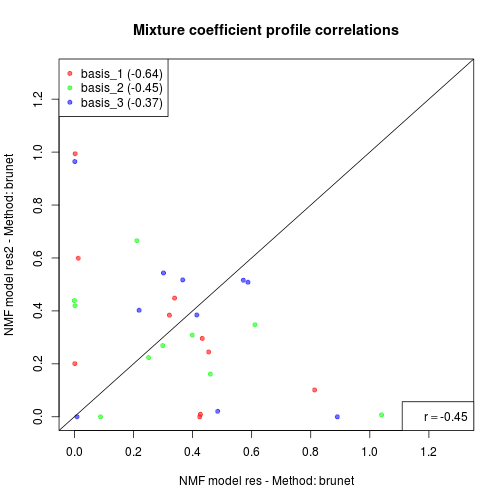 Mixture coefficient profile correlations
basis_1 (-0.64)
basis_2 (-0.45)
basis_3 (-0.37)
NMF model res2 - Method: brunet
1.2
1.0
0.8
0.6
0.4
0.2
0.0
r = -0.45
0.0 0.2 0.4 0.6 0.8 1.0 1.2
NMF model res - Method: brunet